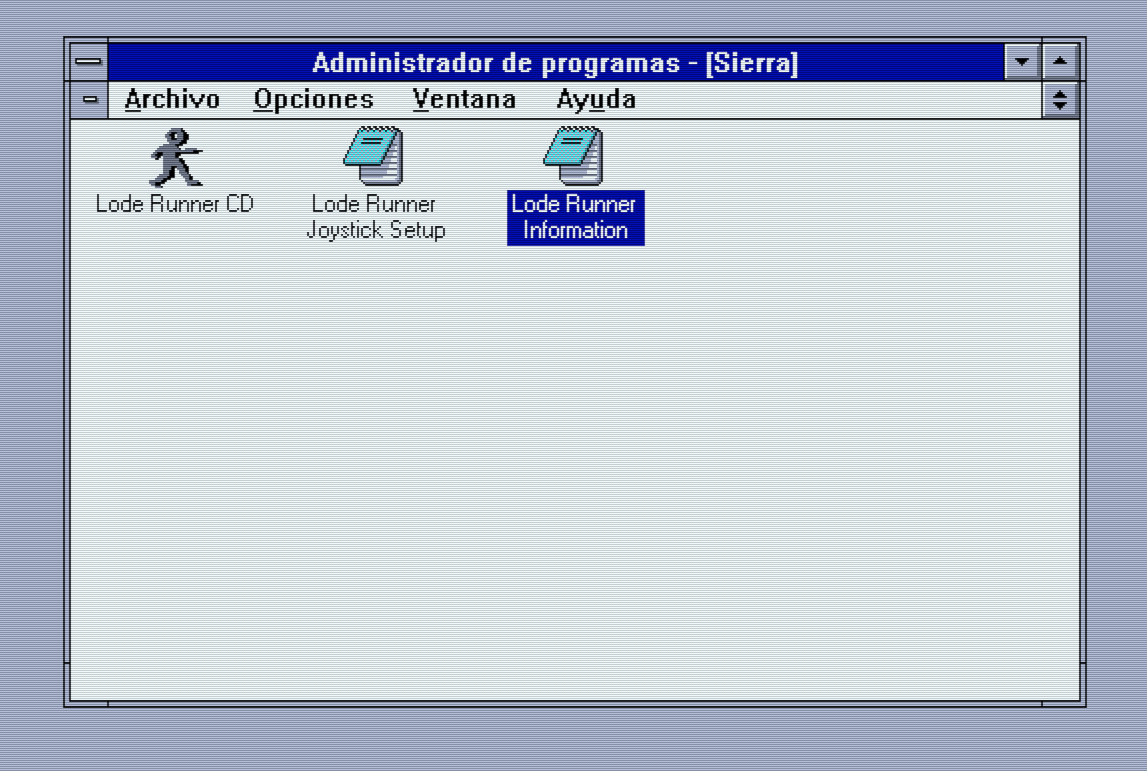 Administrador de programas - [Sierra]
Archivo Opciones Ventana Ayuda
Lode Runner CD
Lode Runner
Joystick Setup
Lode Runner
Information